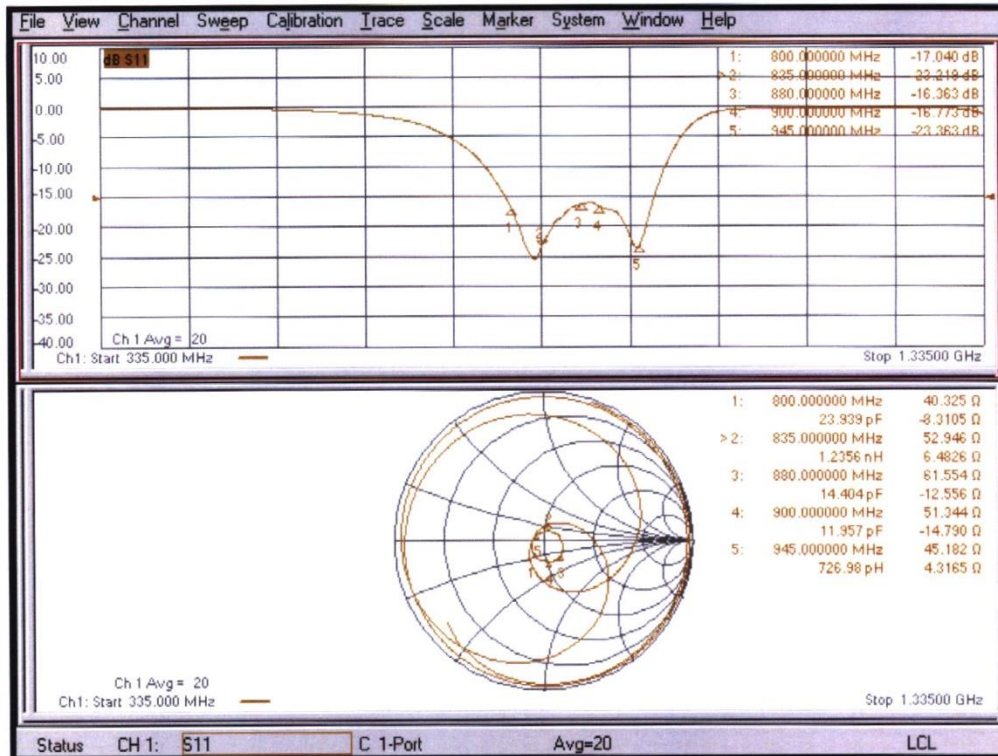 File View Channel Sweep Calibration Trace Scale Marker System Window Help
dB S11
10.00
5.00
0.00
-5.00
-10.00
-15.00
-20.00
-25.00
-30.00
-35.00
-40.00
1: 800.000000 MHz -17.040 dB
>2: 835.000000 MHz -23.219 dB
3: 880.000000 MHz -16.363 dB
4: 900.000000 MHz -16.773 dB
5: 945.000000 MHz -23.363 dB
1
2
3
4
5
Ch 1 Avg = 20
Ch1: Start 335.000 MHz
Stop 1.33500 GHz
1: 800.000000 MHz 40.325 Ω
23.939 pF -8.3105 Ω
>2: 835.000000 MHz 52.946 Ω
1.2356 nH 6.4826 Ω
3: 880.000000 MHz 61.554 Ω
14.404 pF -12.556 Ω
4: 900.000000 MHz 51.344 Ω
11.957 pF -14.790 Ω
5: 945.000000 MHz 45.182 Ω
726.98 pH 4.3165 Ω
5
1
3
Ch 1 Avg = 20
Ch1: Start 335.000 MHz
Stop 1.33500 GHz
Status CH 1: S11 C 1-Port Avg=20 LCL